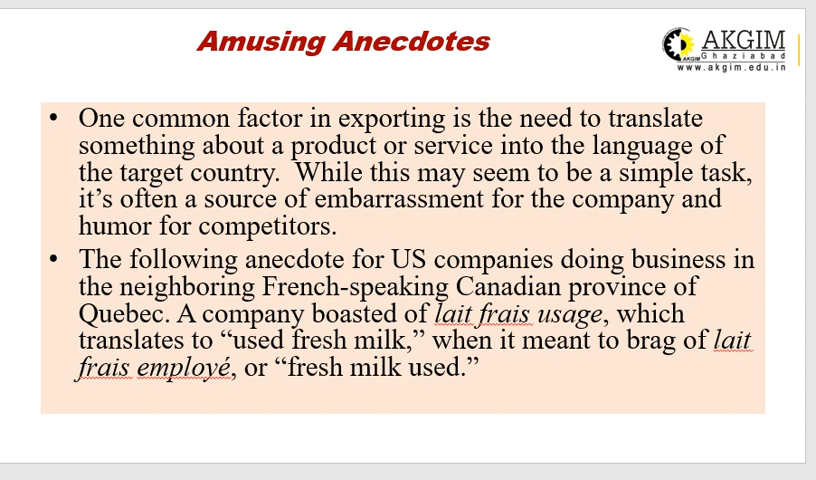 Amusing Anecdotes
AKGIM
Ghaziabad
AKGIM
www.akgim.edu.in
• One common factor in exporting is the need to translate
something about a product or service into the language of
the target country.  While this may seem to be a simple task,
it’s often a source of embarrassment for the company and
humor for competitors.
• The following anecdote for US companies doing business in
the neighboring French-speaking Canadian province of
Quebec. A company boasted of lait frais usage, which
translates to “used fresh milk,” when it meant to brag of lait
frais employé, or “fresh milk used.”